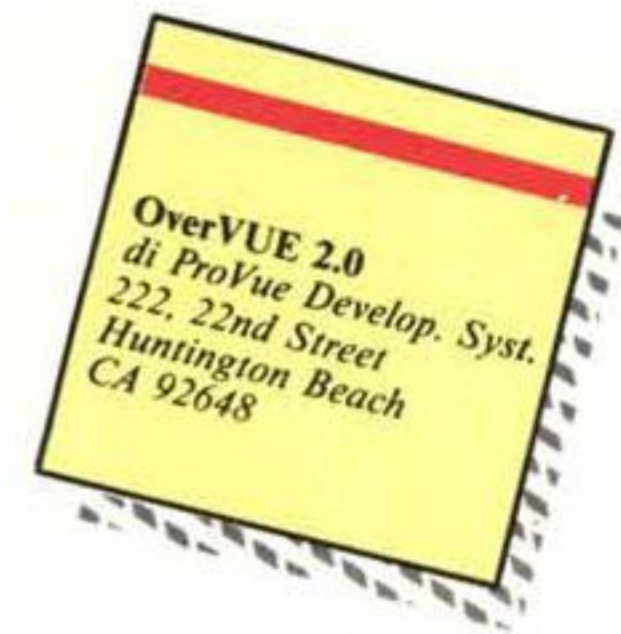 OverVUE 2.0
di ProVue Develop. Syst.
222, 22nd Street
Huntington Beach
CA 92648